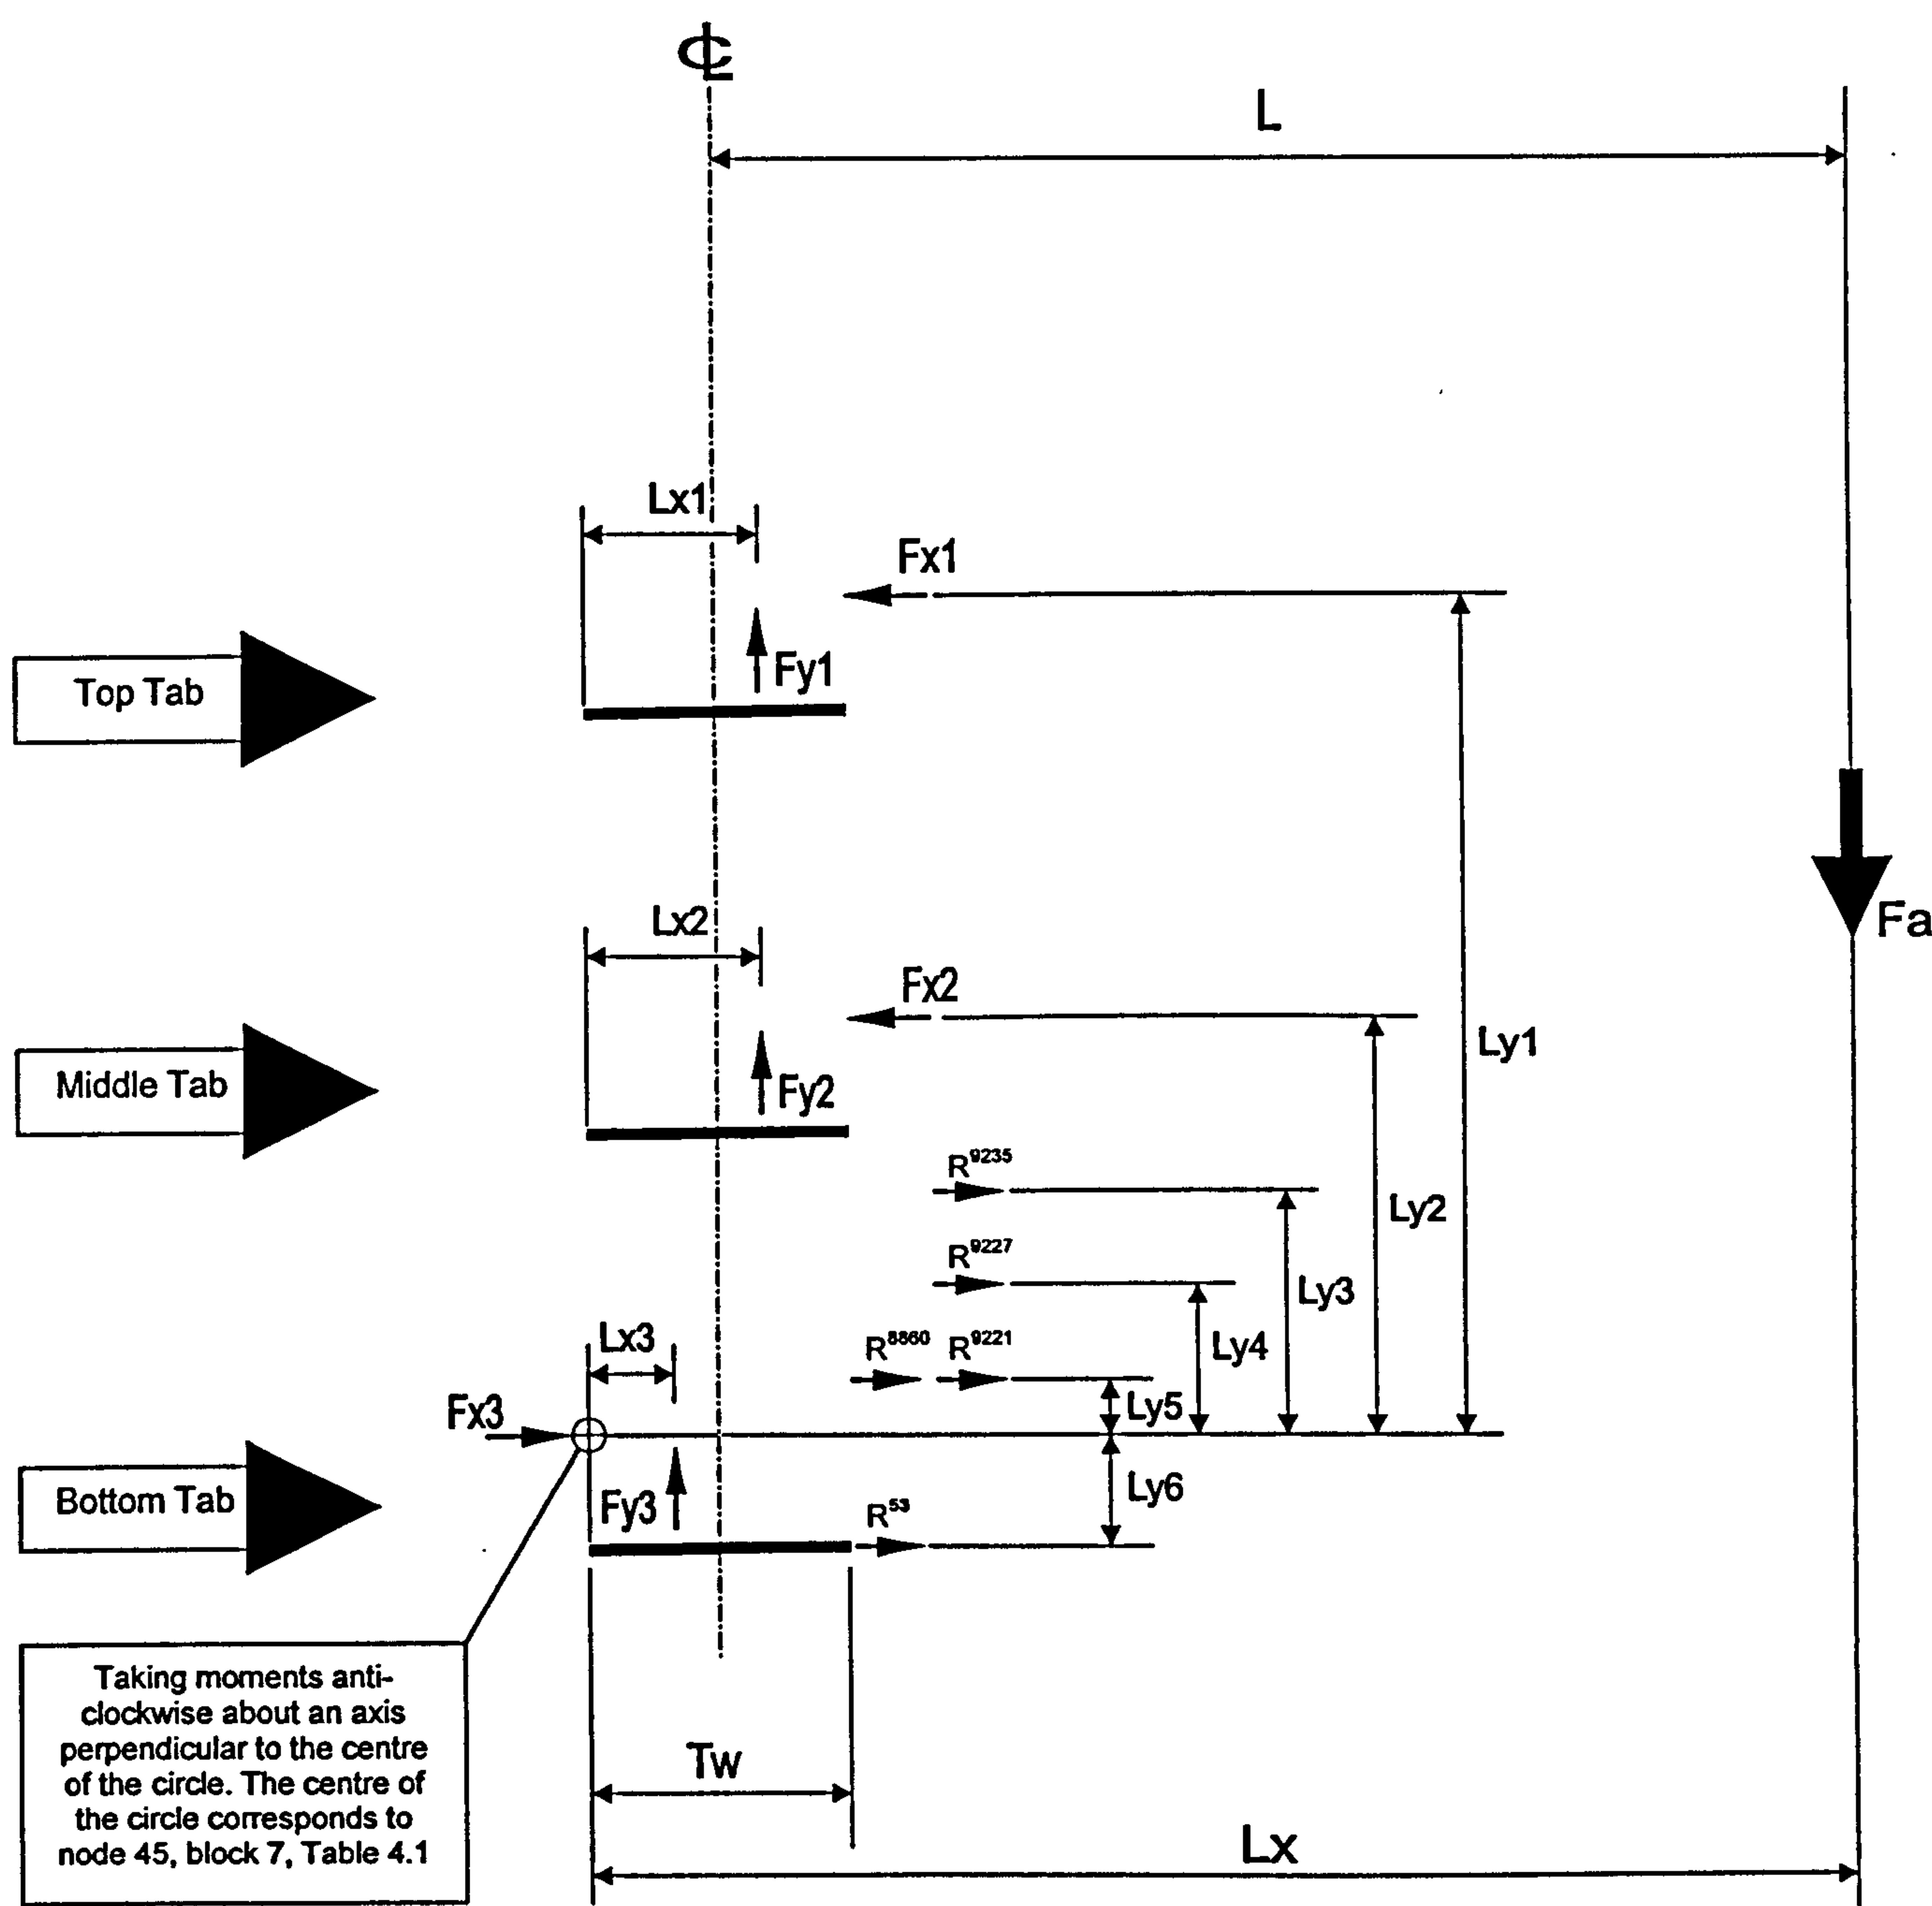 ℄
L
Lx1
Fx1
Fy1
Top Tab
Fa
Lx2
Fx2
Ly1
Middle Tab
Fy2
R⁹²³⁵
Ly2
R⁹²²⁷
Ly3
Lx3
R⁸⁸⁶⁰ R⁹²²¹
Ly4
Ly5
Fx3
Ly6
Bottom Tab
Fy3
R⁵³
Taking moments anti-
clockwise about an axis
perpendicular to the centre
of the circle. The centre of
the circle corresponds to
node 45, block 7, Table 4.1
Tw
Lx